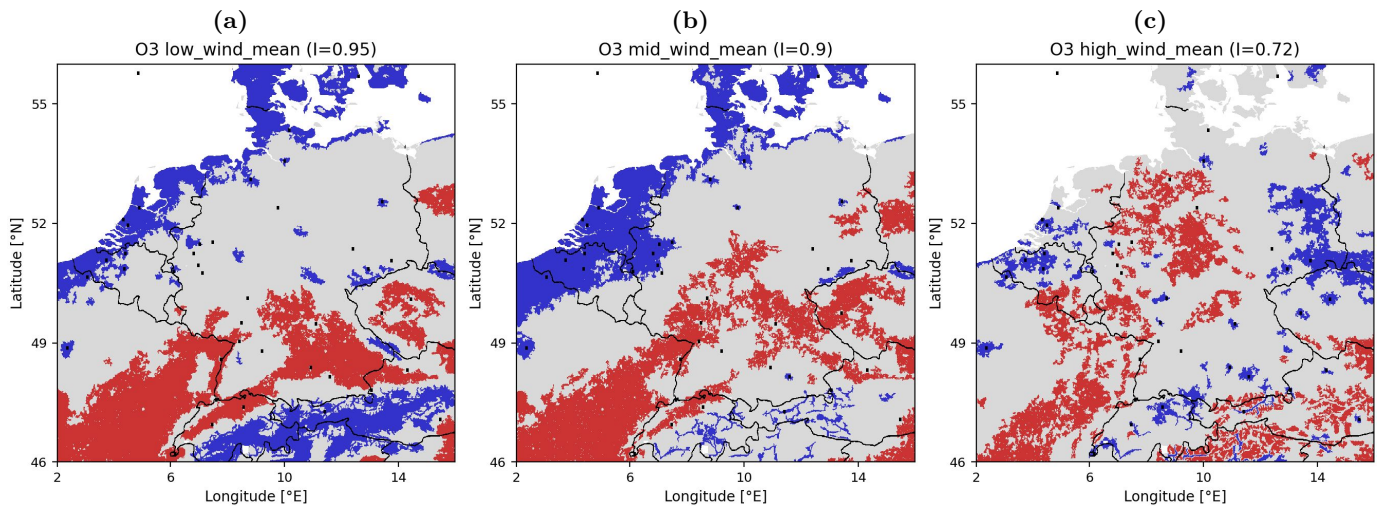 (a)
O3 low_wind_mean (I=0.95)
55
52
49
46
2
6
10
14
Latitude [°N]
Longitude [°E]
(b)
O3 mid_wind_mean (I=0.9)
55
52
49
46
2
6
10
14
Latitude [°N]
Longitude [°E]
(c)
O3 high_wind_mean (I=0.72)
55
52
49
46
2
6
10
14
Latitude [°N]
Longitude [°E]